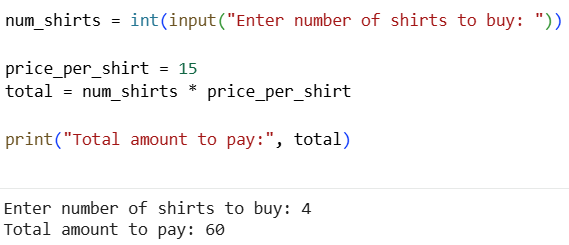 num_shirts = int(input("Enter number of shirts to buy: "))
price_per_shirt = 15
total = num_shirts * price_per_shirt
print("Total amount to pay:", total)
Enter number of shirts to buy: 4
Total amount to pay: 60